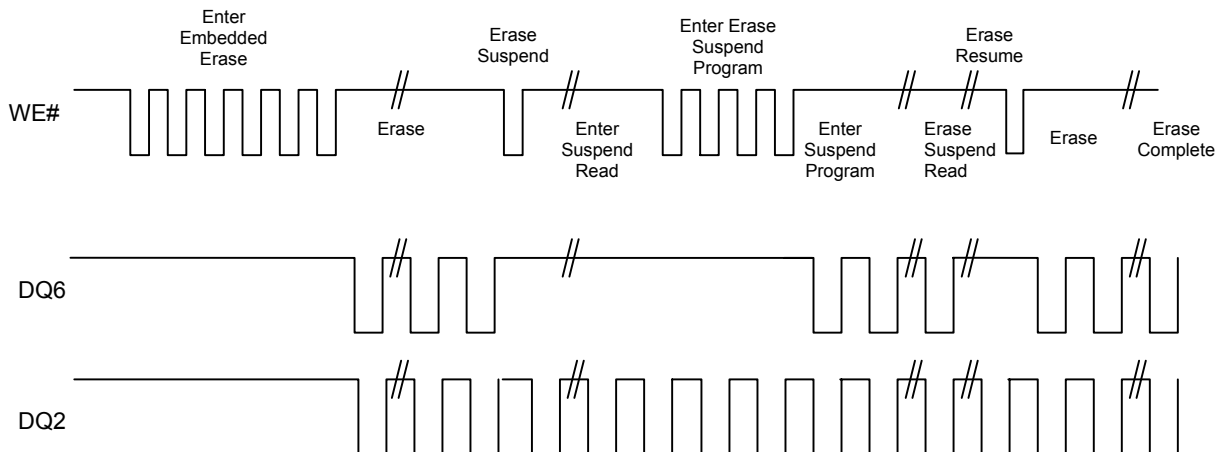 Enter
Embedded
Erase
Erase
Suspend
Enter Erase
Suspend
Program
Erase
Resume
WE#
Erase
Enter
Suspend
Read
Enter
Suspend
Program
Erase
Suspend
Read
Erase
Erase
Complete
DQ6
DQ2